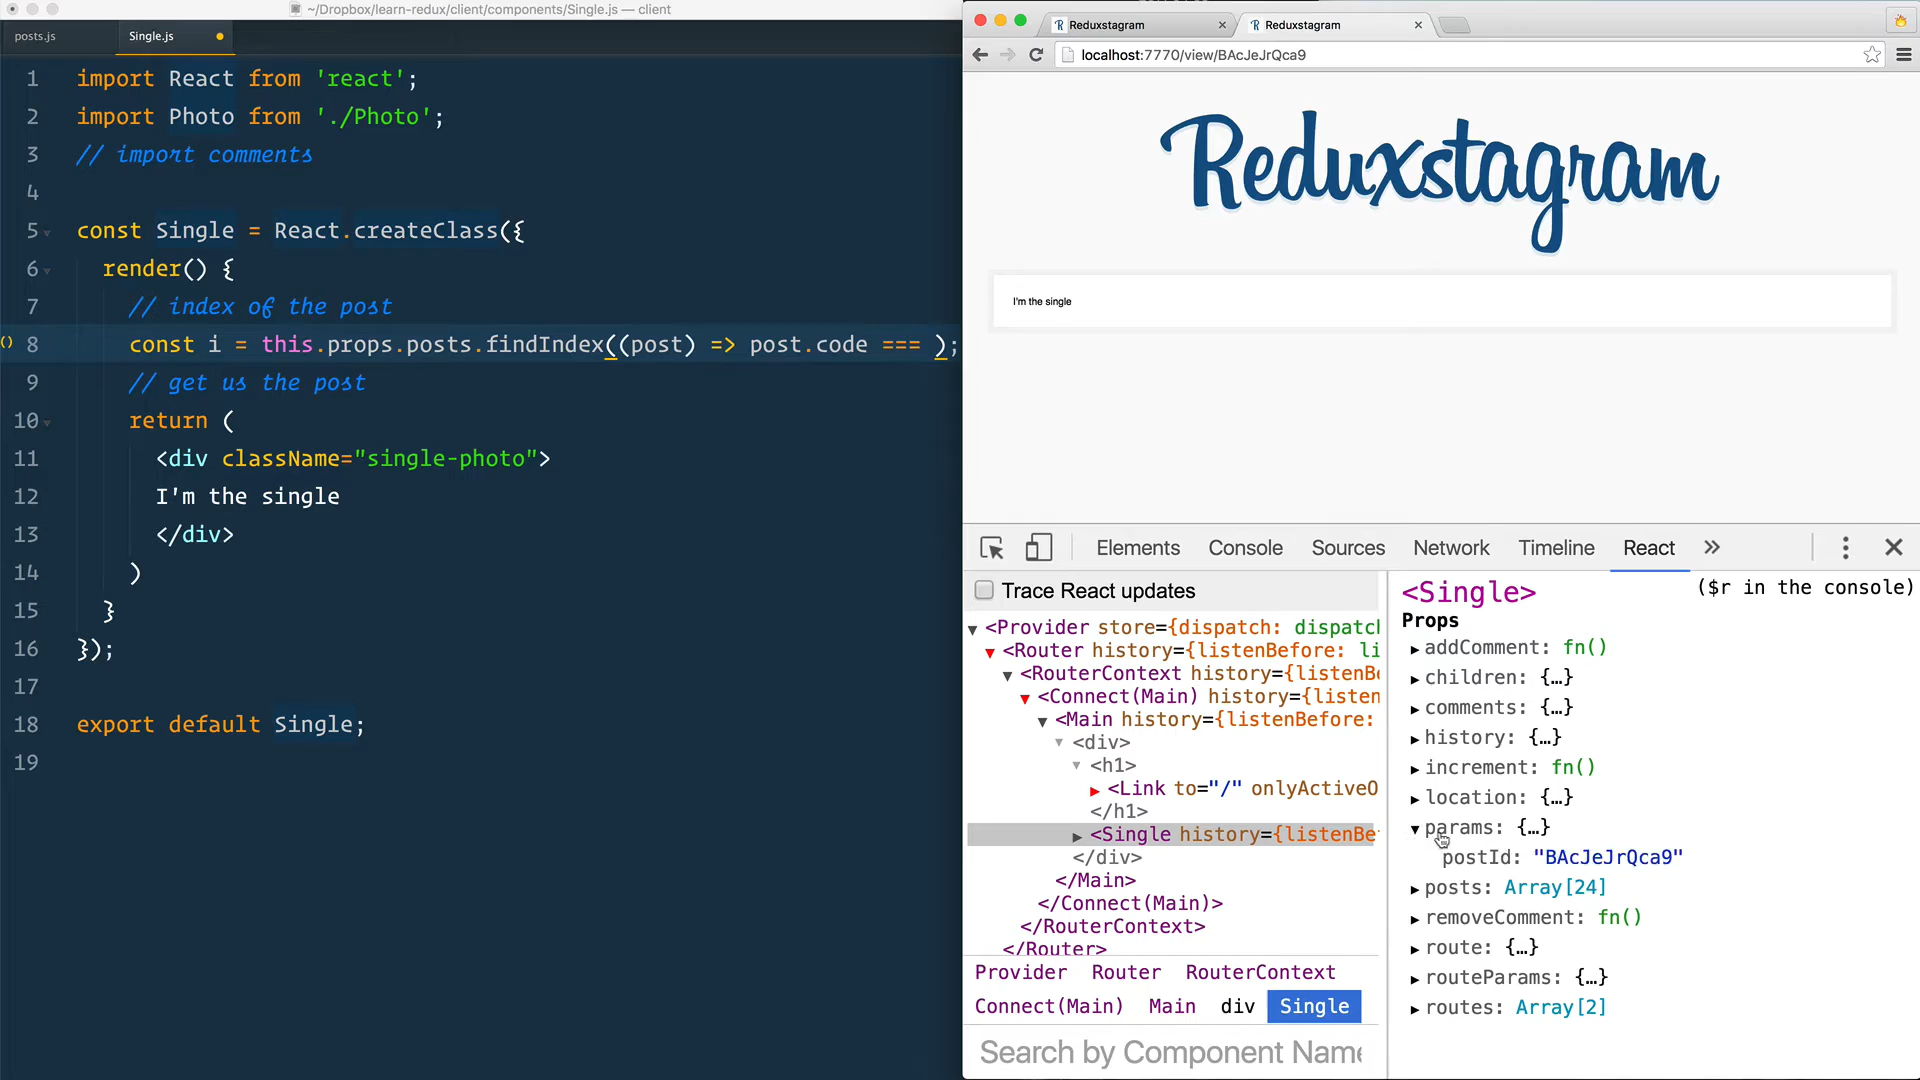 ~/Dropbox/learn-redux/client/components/Single.js — client
posts.js
Single.js
1 import React from 'react';
2 import Photo from './Photo';
3 // import comments
4
5 const Single = React.createClass({
6 render() {
7 // index of the post
8 const i = this.props.posts.findIndex((post) => post.code === );
9 // get us the post
10 return (
11 <div className="single-photo">
12 I'm the single
13 </div>
14 )
15 }
16 });
17
18 export default Single;
19
Reduxstagram
Reduxstagram
localhost:7770/view/BAcJeJrQca9
Reduxstagram
I'm the single
Elements Console Sources Network Timeline React
Trace React updates
<Provider store={dispatch: dispatch
<Router history={listenBefore: li
<RouterContext history={listenBe
<Connect(Main) history={listen
<Main history={listenBefore:
<div>
<h1>
<Link to="/" onlyActiveO
</h1>
<Single history={listenBe
</div>
</Main>
</Connect(Main)>
</RouterContext>
</Router>
Provider Router RouterContext
Connect(Main) Main div Single
Search by Component Name
<Single>
($r in the console)
Props
addComment: fn()
children: {…}
comments: {…}
history: {…}
increment: fn()
location: {…}
params: {…}
postId: "BAcJeJrQca9"
posts: Array[24]
removeComment: fn()
route: {…}
routeParams: {…}
routes: Array[2]